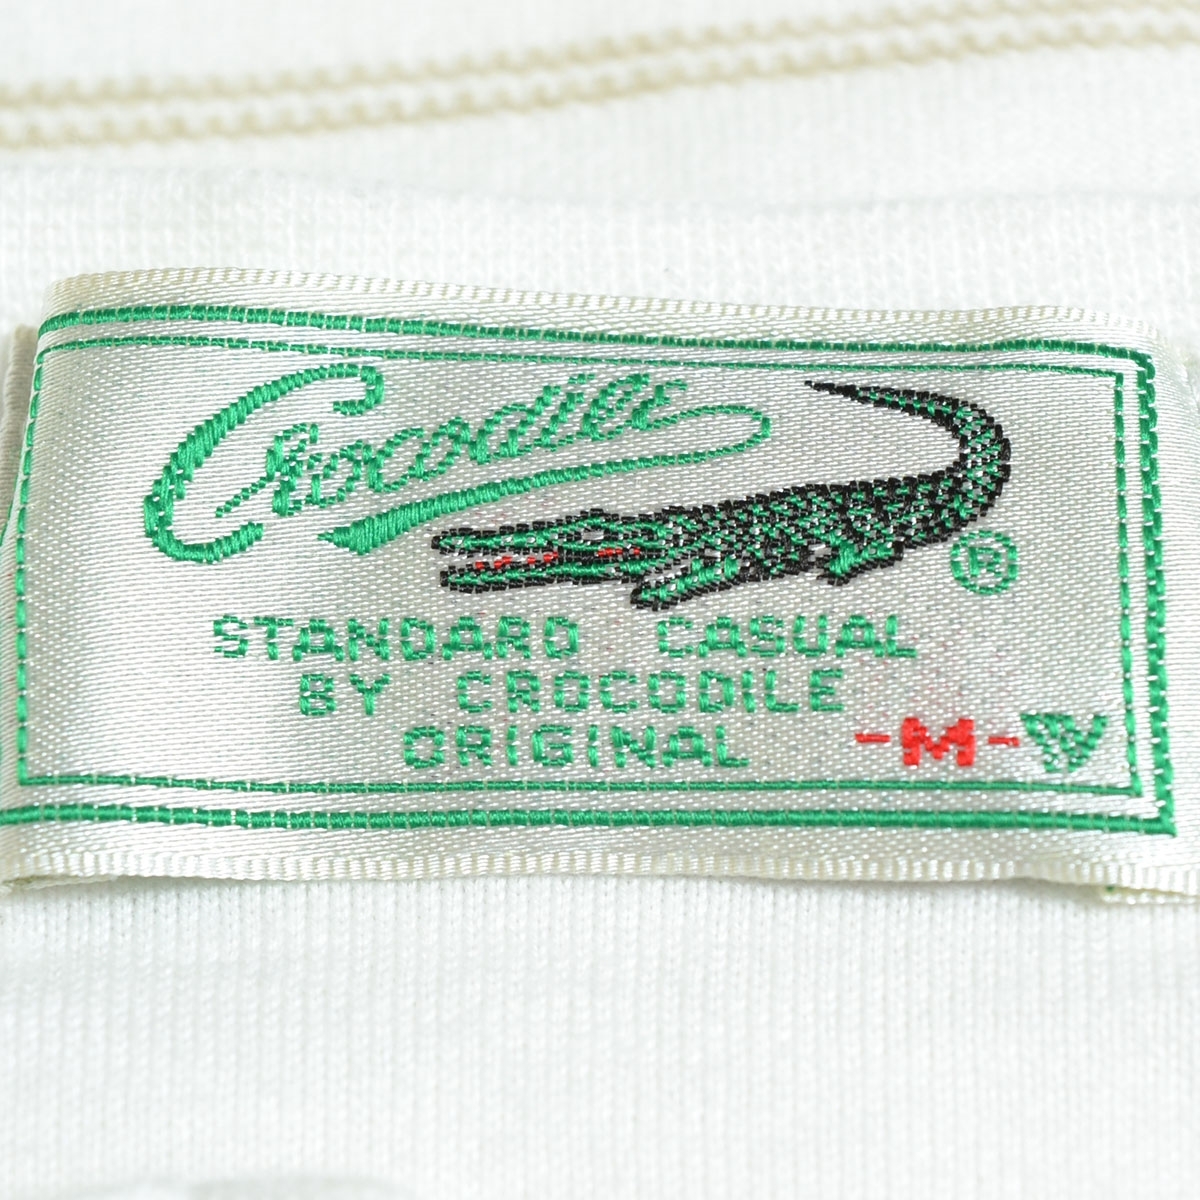 Crocodile
®
STANDARD CASUAL
BY CROCODILE
ORIGINAL
-M-